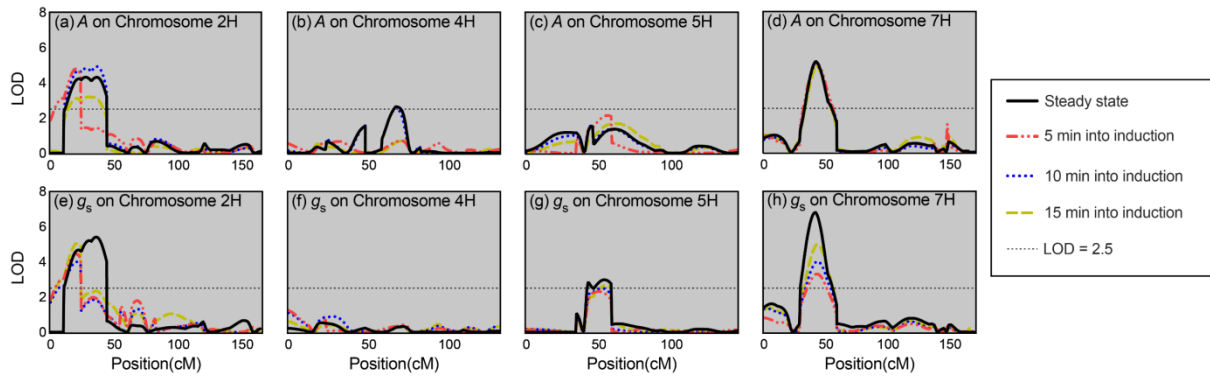 (a) A on Chromosome 2H
(b) A on Chromosome 4H
(c) A on Chromosome 5H
(d) A on Chromosome 7H
8
6
4
2
0
LOD
0 50 100 150
0 50 100
0 50 100 150
0 50 100 150
(e) gs on Chromosome 2H
(f) gs on Chromosome 4H
(g) gs on Chromosome 5H
(h) gs on Chromosome 7H
8
6
4
2
0
LOD
0 50 100 150
0 50 100
0 50 100 150
0 50 100 150
Position(cM)
Position(cM)
Position(cM)
Position(cM)
Steady state
5 min into induction
10 min into induction
15 min into induction
LOD = 2.5